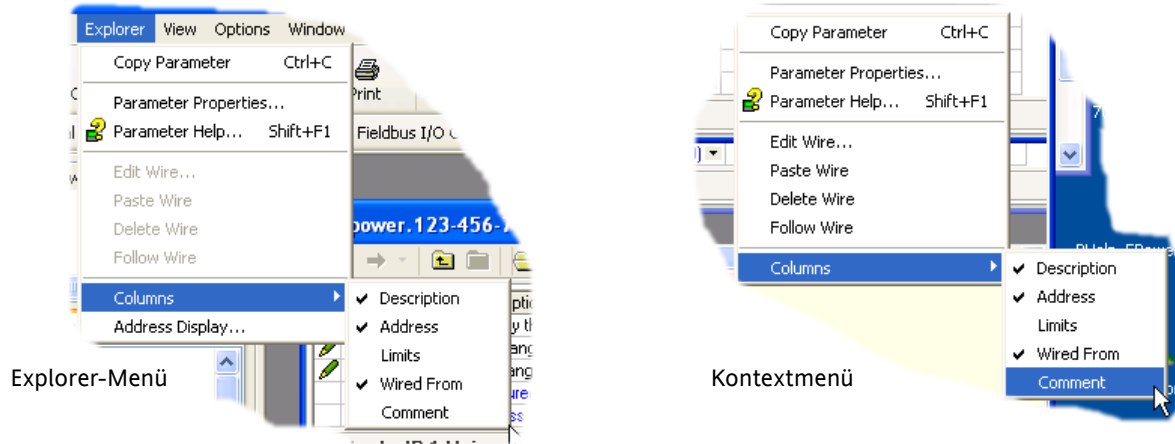 Explorer View Options Window
Copy Parameter Ctrl+C
Parameter Properties...
Parameter Help... Shift+F1
Edit Wire...
Paste Wire
Delete Wire
Follow Wire
Columns
Address Display...
Description
Address
Limits
Wired From
Comment
Print
Fieldbus I/O
power.123-456-7
Explorer-Menü
Copy Parameter Ctrl+C
Parameter Properties...
Parameter Help... Shift+F1
Edit Wire...
Paste Wire
Delete Wire
Follow Wire
Columns
Description
Address
Limits
Wired From
Comment
Kontextmenü